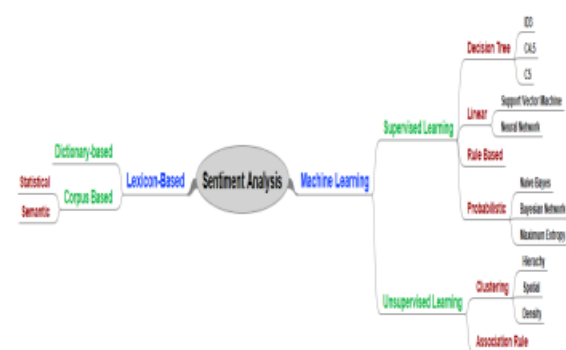 ID3
Decision Tree
C4.5
C5
Support Vector Machine
Linear
Neural Network
Supervised Learning
Rule Based
Dictionary-based
Lexicon-Based
Sentiment Analysis
Machine Learning
Statistical
Corpus Based
Semantic
Naive Bayes
Probabilistic
Bayesian Network
Maximum Entropy
Hierachy
Clustering
Spatial
Unsupervised Learning
Density
Association Rule